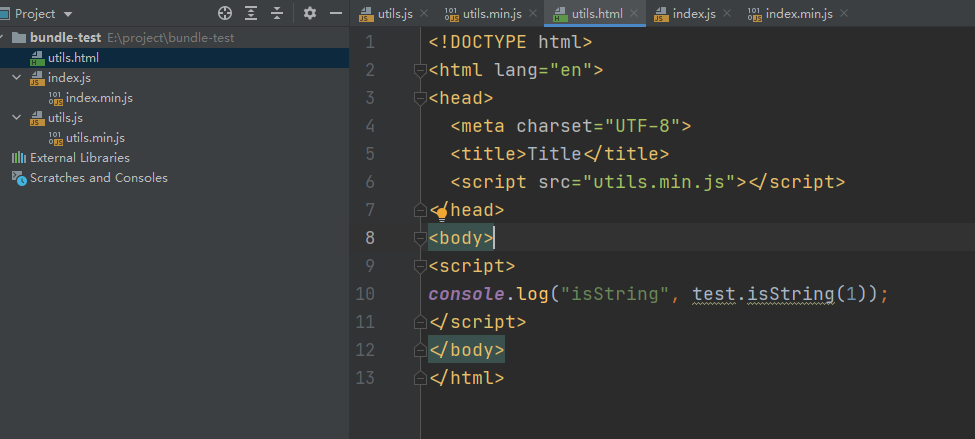 Project
utils.js
utils.min.js
utils.html
index.js
index.min.js
bundle-test E:\project\bundle-test
utils.html
index.js
index.min.js
utils.js
utils.min.js
External Libraries
Scratches and Consoles
1 <!DOCTYPE html>
2 <html lang="en">
3 <head>
4 <meta charset="UTF-8">
5 <title>Title</title>
6 <script src="utils.min.js"></script>
7 </head>
8 <body>
9 <script>
10 console.log("isString", test.isString(1));
11 </script>
12 </body>
13 </html>